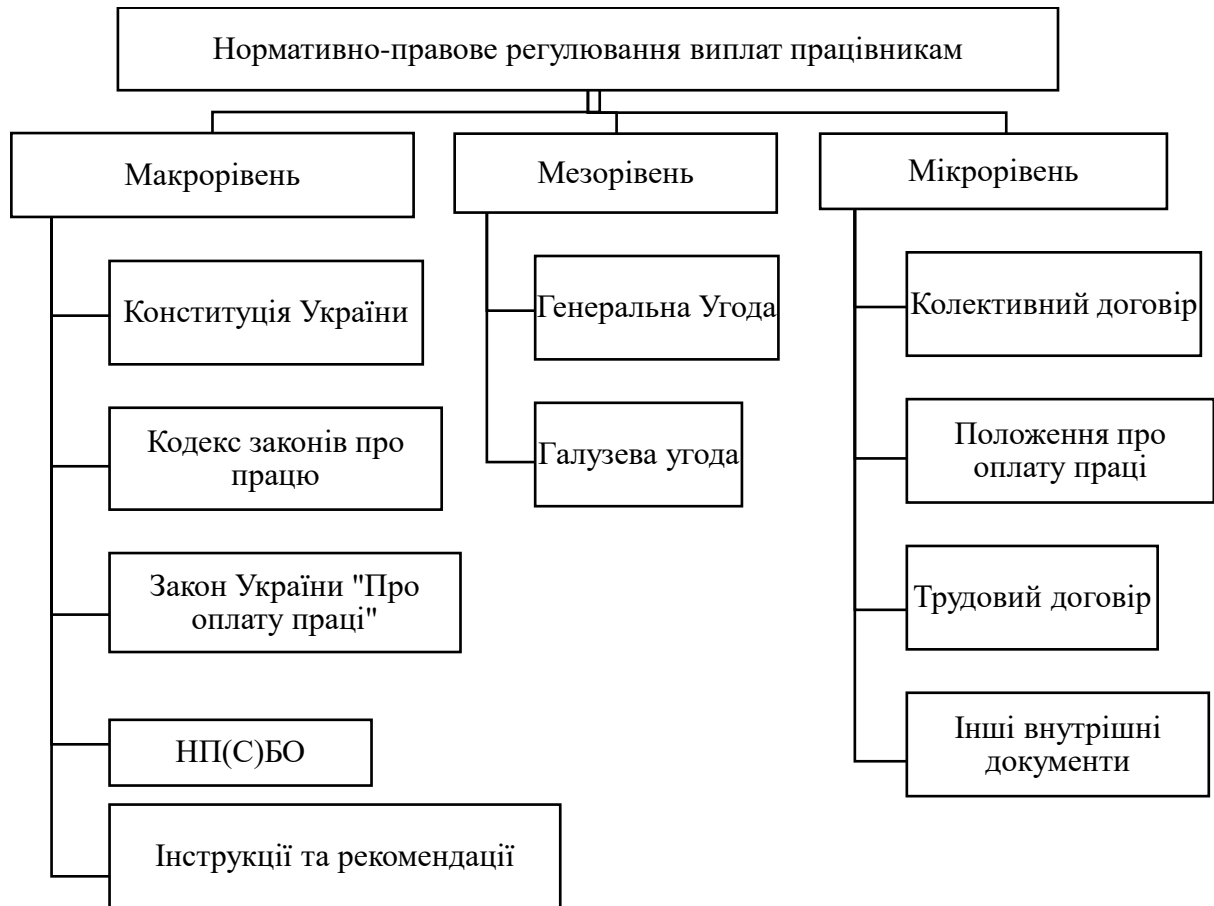 Нормативно-правове регулювання виплат працівникам
Макрорівень
Мезорівень
Мікрорівень
Конституція України
Кодекс законів про
працю
Закон України "Про
оплату праці"
НП(С)БО
Інструкції та рекомендації
Генеральна Угода
Галузева угода
Колективний договір
Положення про
оплату праці
Трудовий договір
Інші внутрішні
документи